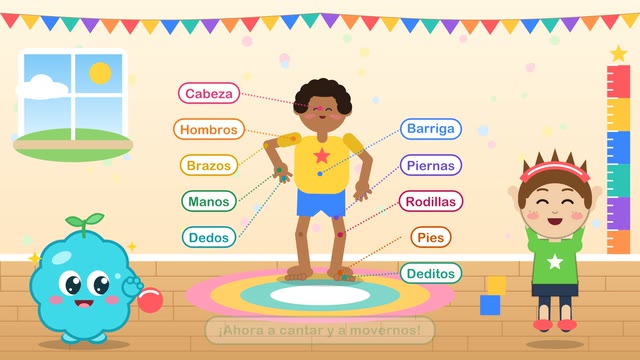 Cabeza
Hombros
Brazos
Manos
Dedos
Barriga
Piernas
Rodillas
Pies
Deditos
¡Ahora a cantar y a movernos!